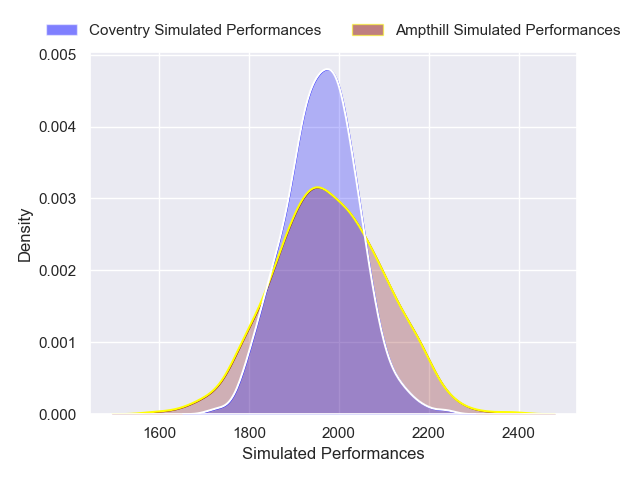 Coventry Simulated Performances Ampthill Simulated Performances
0.005
0.004
0.003
0.002
0.001
0.000
Density
1600 1800 2000 2200 2400
Simulated Performances